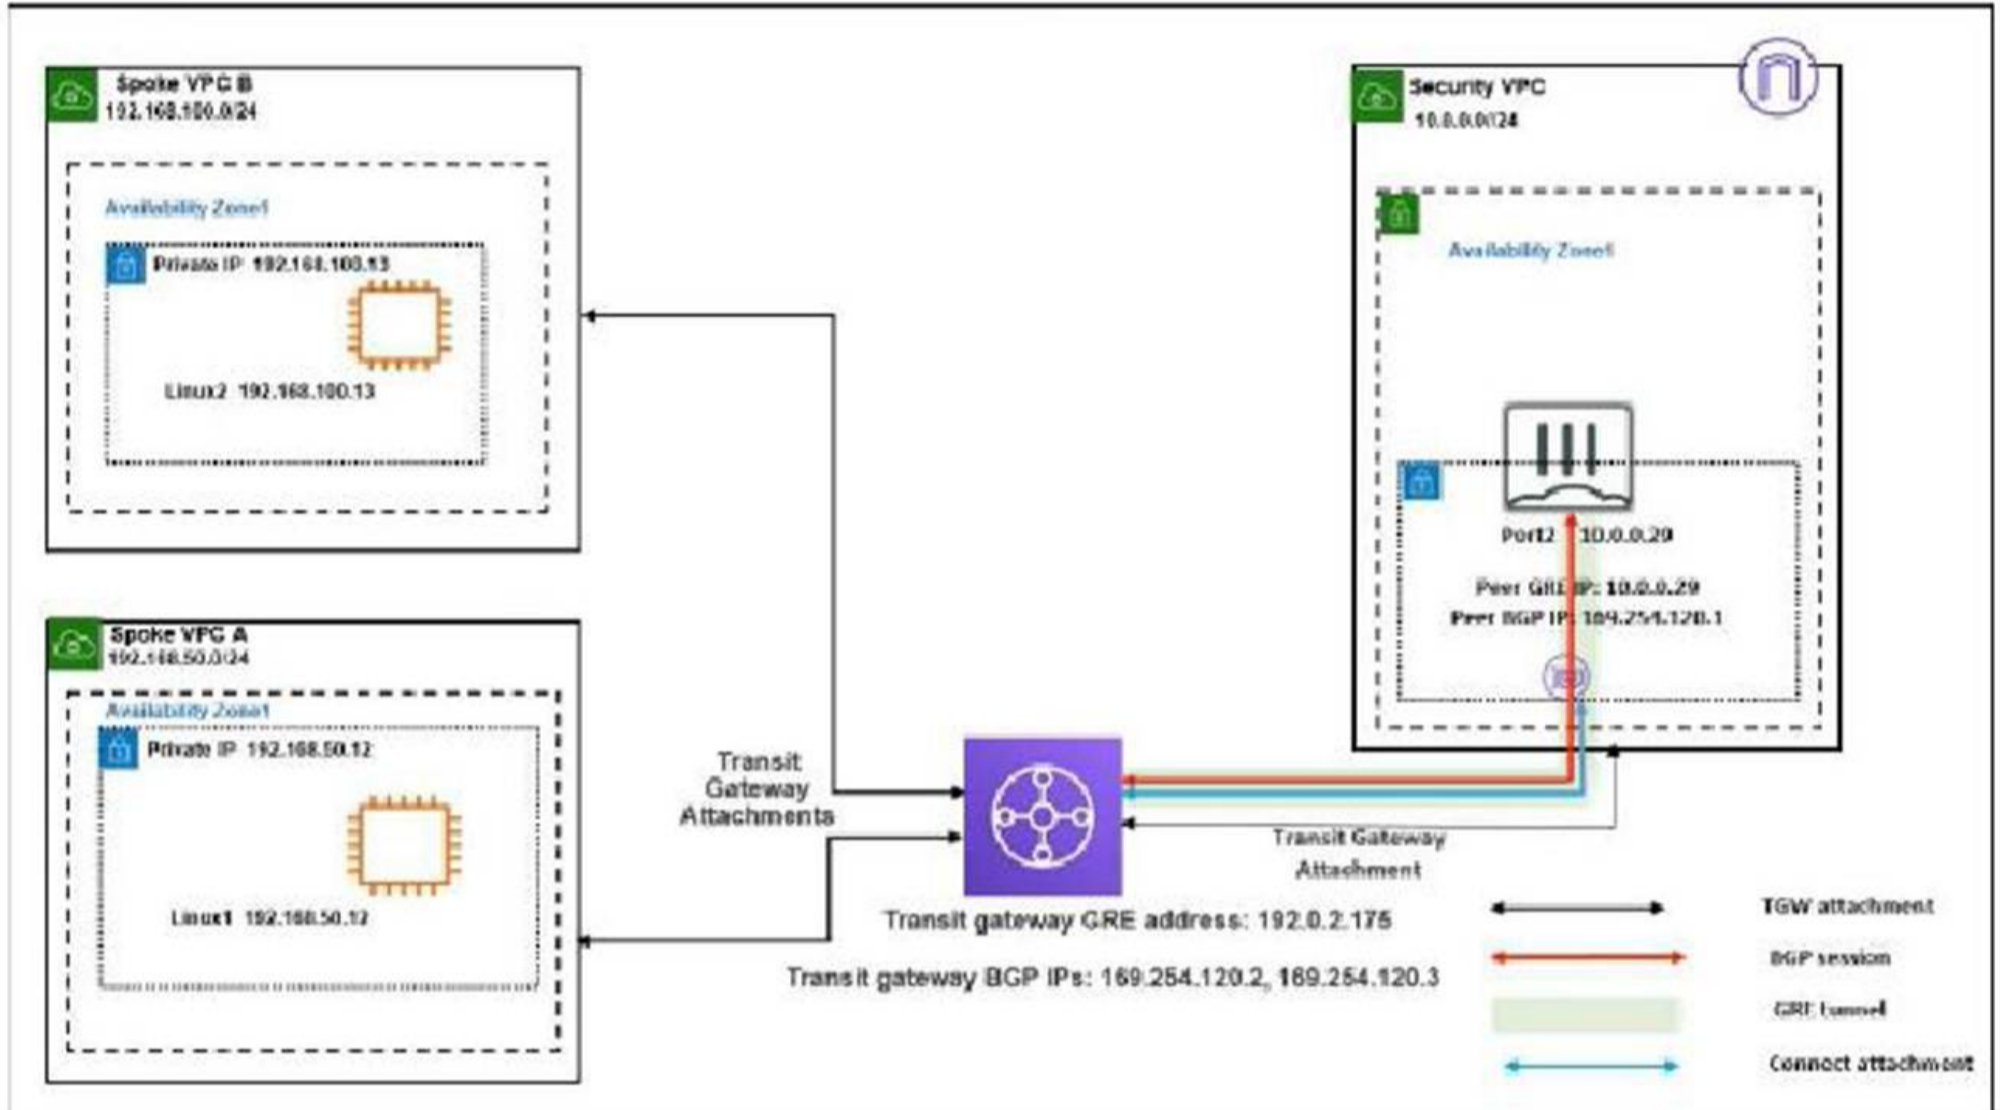 Spoke VPC B
192.168.100.0/24
Availability Zone1
Private IP 192.168.100.13
Linux2 192.168.100.13
Spoke VPC A
192.168.50.0/24
Availability Zone1
Private IP 192.168.50.12
Linux1 192.168.50.12
Transit
Gateway
Attachments
Security VPC
10.0.0.0/24
Availability Zone1
Port2 10.0.0.29
Peer GRE IP: 10.0.0.29
Peer BGP IP: 169.254.120.1
Transit Gateway
Attachment
Transit gateway GRE address: 192.0.2.175
Transit gateway BGP IPs: 169.254.120.2, 169.254.120.3
TGW attachment
BGP session
GRE tunnel
Connect attachment